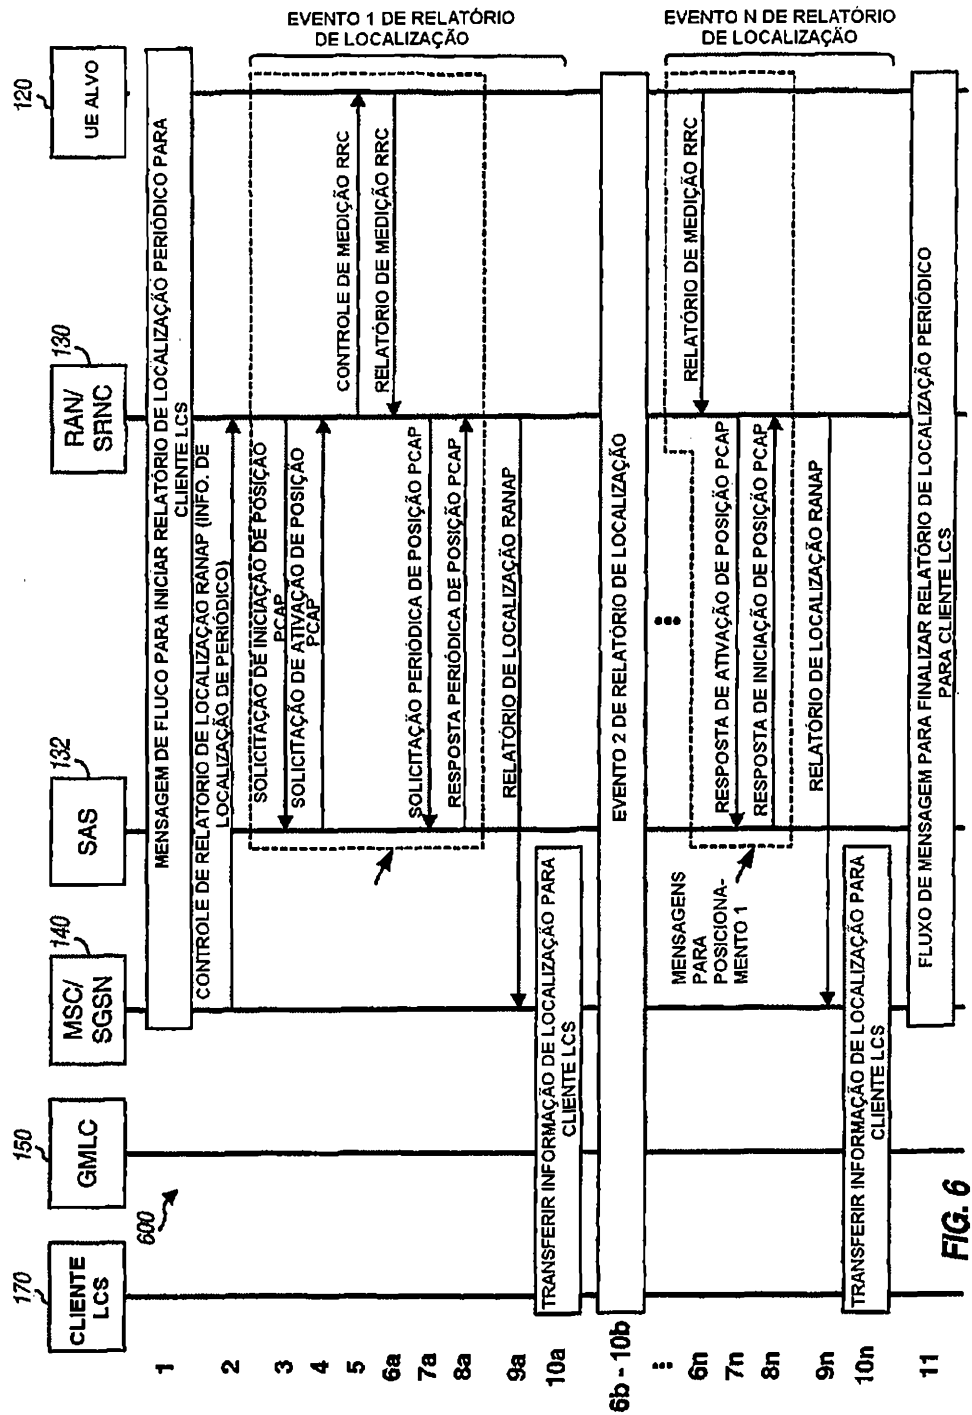 170
CLIENTE
LCS
150
GMLC
140
MSC/
SGSN
132
SAS
130
RAN/
SRNC
120
UE ALVO
600
1
MENSAGEM DE FLUCO PARA INICIAR RELATÓRIO DE LOCALIZAÇÃO PERIÓDICO PARA
CLIENTE LCS
2
CONTROLE DE RELATÓRIO DE LOCALIZAÇÃO RANAP (INFO. DE
LOCALIZAÇÃO DE PERIÓDICO)
EVENTO 1 DE RELATÓRIO
DE LOCALIZAÇÃO
3
SOLICITAÇÃO DE INICIAÇÃO DE POSIÇÃO
PCAP
4
SOLICITAÇÃO DE ATIVAÇÃO DE POSIÇÃO
PCAP
5
CONTROLE DE MEDIÇÃO RRC
6a
RELATÓRIO DE MEDIÇÃO RRC
7a
SOLICITAÇÃO PERIÓDICA DE POSIÇÃO PCAP
8a
RESPOSTA PERIÓDICA DE POSIÇÃO PCAP
9a
RELATÓRIO DE LOCALIZAÇÃO RANAP
10a
TRANSFERIR INFORMAÇÃO DE LOCALIZAÇÃO PARA
CLIENTE LCS
6b - 10b
EVENTO 2 DE RELATÓRIO DE LOCALIZAÇÃO
EVENTO N DE RELATÓRIO
DE LOCALIZAÇÃO
...
...
MENSAGENS
PARA
POSICIONA-
MENTO 1
6n
RELATÓRIO DE MEDIÇÃO RRC
7n
RESPOSTA DE ATIVAÇÃO DE POSIÇÃO PCAP
8n
RESPOSTA DE INICIAÇÃO DE POSIÇÃO PCAP
9n
RELATÓRIO DE LOCALIZAÇÃO RANAP
10n
TRANSFERIR INFORMAÇÃO DE LOCALIZAÇÃO PARA
CLIENTE LCS
11
FLUXO DE MENSAGEM PARA FINALIZAR RELATÓRIO DE LOCALIZAÇÃO PERIÓDICO
PARA CLIENTE LCS
FIG. 6